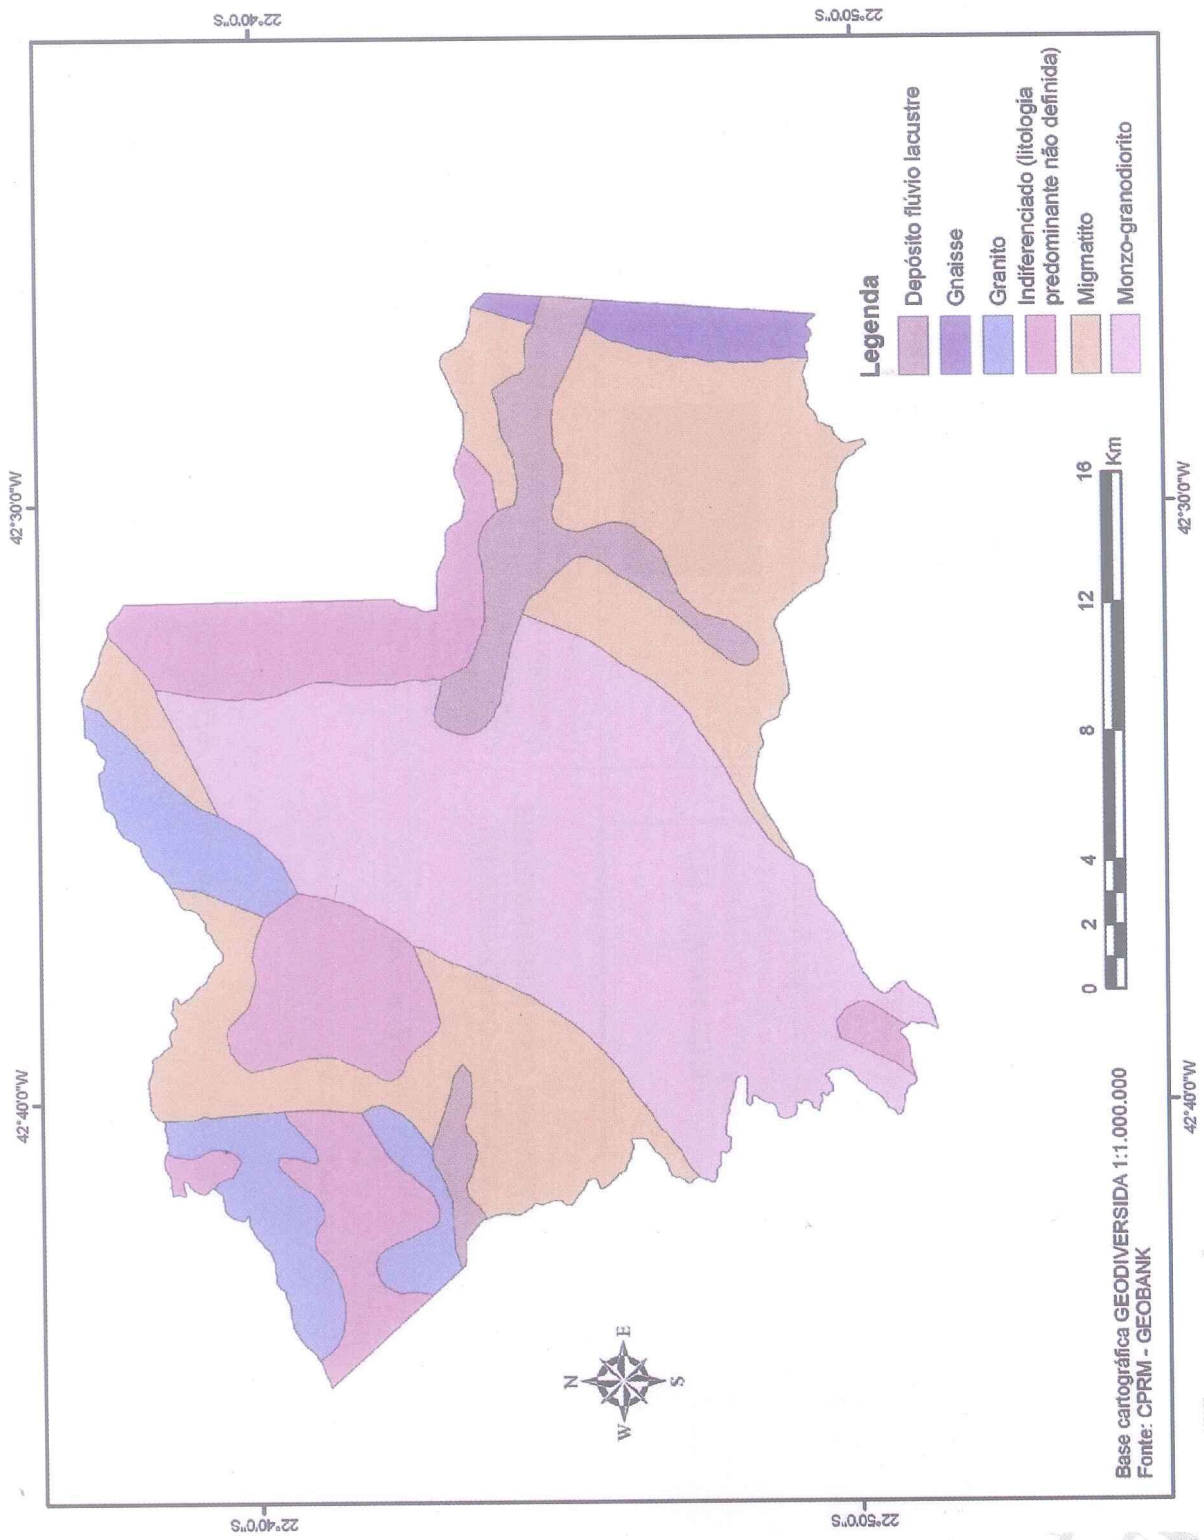 42°40'0"W
42°30'0"W
22°40'0"S
22°40'0"S
22°50'0"S
22°50'0"S
N
W
E
S
Legenda
Depósito flúvio lacustre
Gnaisse
Granito
Indiferenciado (litologia
predominante não definida)
Migmatito
Monzo-granodiorito
0
2
4
8
12
16
Km
Base cartográfica GEODIVERSIDA 1:1.000.000
Fonte: CPRM - GEOBANK
42°40'0"W
42°30'0"W